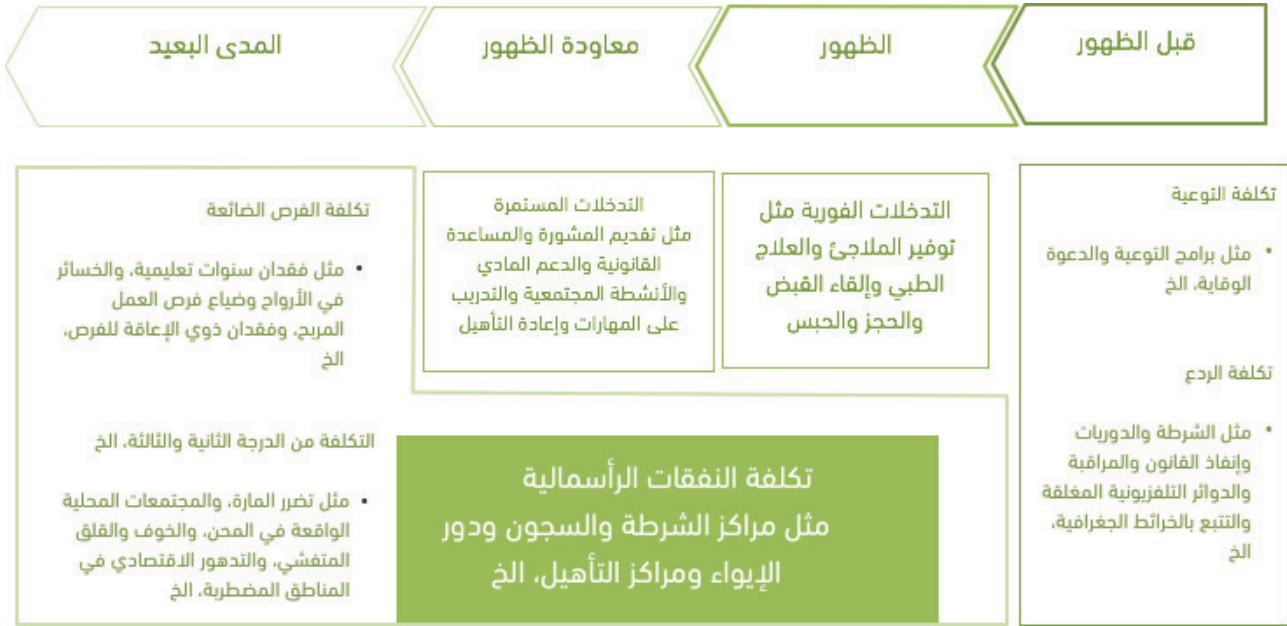 قبل الظهور
الظهور
معاودة الظهور
المدى البعيد
تكلفة التوعية
• مثل برامج التوعية والدعوة
الوقاية، الخ
تكلفة الردع
• مثل الشرطة والدوريات
وإنفاذ القانون والمراقبة
والدوائر التلفزيونية المغلقة
والتتبع بالخرائط الجغرافية،
الخ
التدخلات الفورية مثل
توفير الملاجئ والعلاج
الطبي وإلقاء القبض
والحجز والحبس
التدخلات المستمرة
مثل تقديم المشورة والمساعدة
القانونية والدعم المادي
والأنشطة المجتمعية والتدريب
على المهارات وإعادة التأهيل
تكلفة الفرص الضائعة
• مثل فقدان سنوات تعليمية، والخسائر
في الأرواح وضياع فرص العمل
المربح، وفقدان ذوي الإعاقة للفرص،
الخ
التكلفة من الدرجة الثانية والثالثة، الخ
• مثل تضرر المارة، والمجتمعات المحلية
الواقعة في المحن، والخوف والقلق
المتفشي، والتدهور الاقتصادي في
المناطق المضطربة، الخ
تكلفة النفقات الرأسمالية
مثل مراكز الشرطة والسجون ودور
الإيواء ومراكز التأهيل، الخ